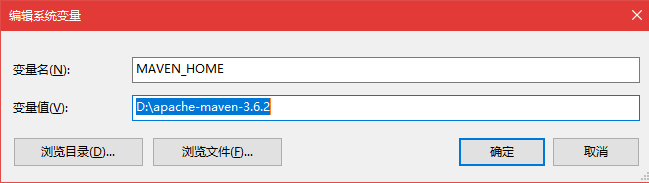 编辑系统变量
变量名(N):
MAVEN_HOME
变量值(V):
D:\apache-maven-3.6.2
浏览目录(D)...
浏览文件(F)...
确定
取消